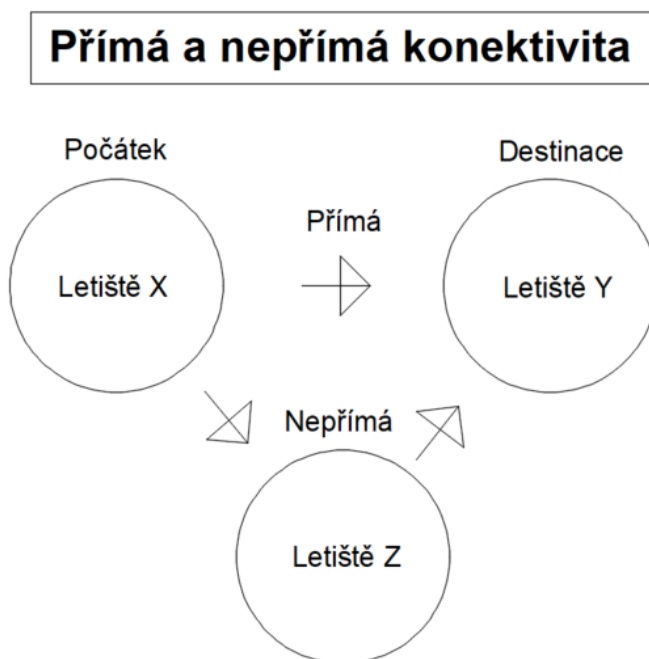 Přímá a nepřímá konektivita
Počátek
Destinace
Přímá
Letiště X
Letiště Y
Nepřímá
Letiště Z